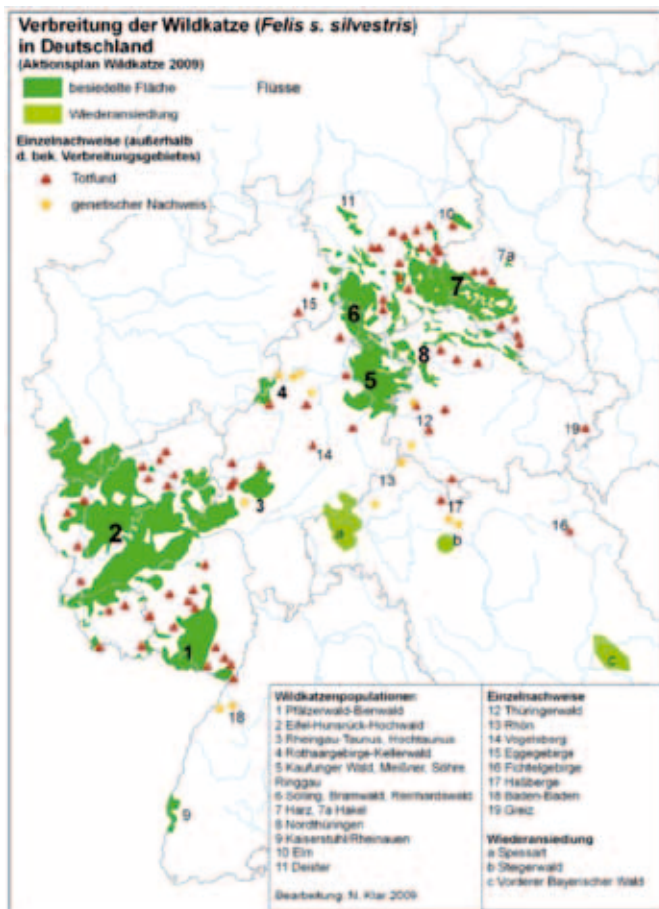 Verbreitung der Wildkatze (Felis s. silvestris)
in Deutschland
(Aktionsplan Wildkatze 2009)
besiedelte Fläche
Flüsse
Wiederansiedlung
Einzelnachweise (außerhalb
d. bek. Verbreitungsgebietes)
Totfund
genetischer Nachweis
11
10
7a
7
15
6
8
5
4
12
19
14
13
3
17
16
2
a
b
1
c
18
9
Wildkatzenpopulationen
1 Pfälzerwald-Bienwald
2 Eifel-Hunsrück-Hochwald
3 Rheingau-Taunus, Hochtaunus
4 Rothaargebirge-Kellerwald
5 Kaufunger Wald, Meißner, Söhre,
Ringgau
6 Solling, Bramwald, Reinhardswald
7 Harz, 7a Hakel
8 Nordthüringen
9 Kaiserstuhl/Rheinauen
10 Elm
11 Deister
Bearbeitung: N. Klar 2009
Einzelnachweise
12 Thüringerwald
13 Rhön
14 Vogelsberg
15 Eggegebirge
16 Fichtelgebirge
17 Haßberge
18 Baden-Baden
19 Greiz
Wiederansiedlung
a Spessart
b Steigerwald
c Vorderer Bayerischer Wald